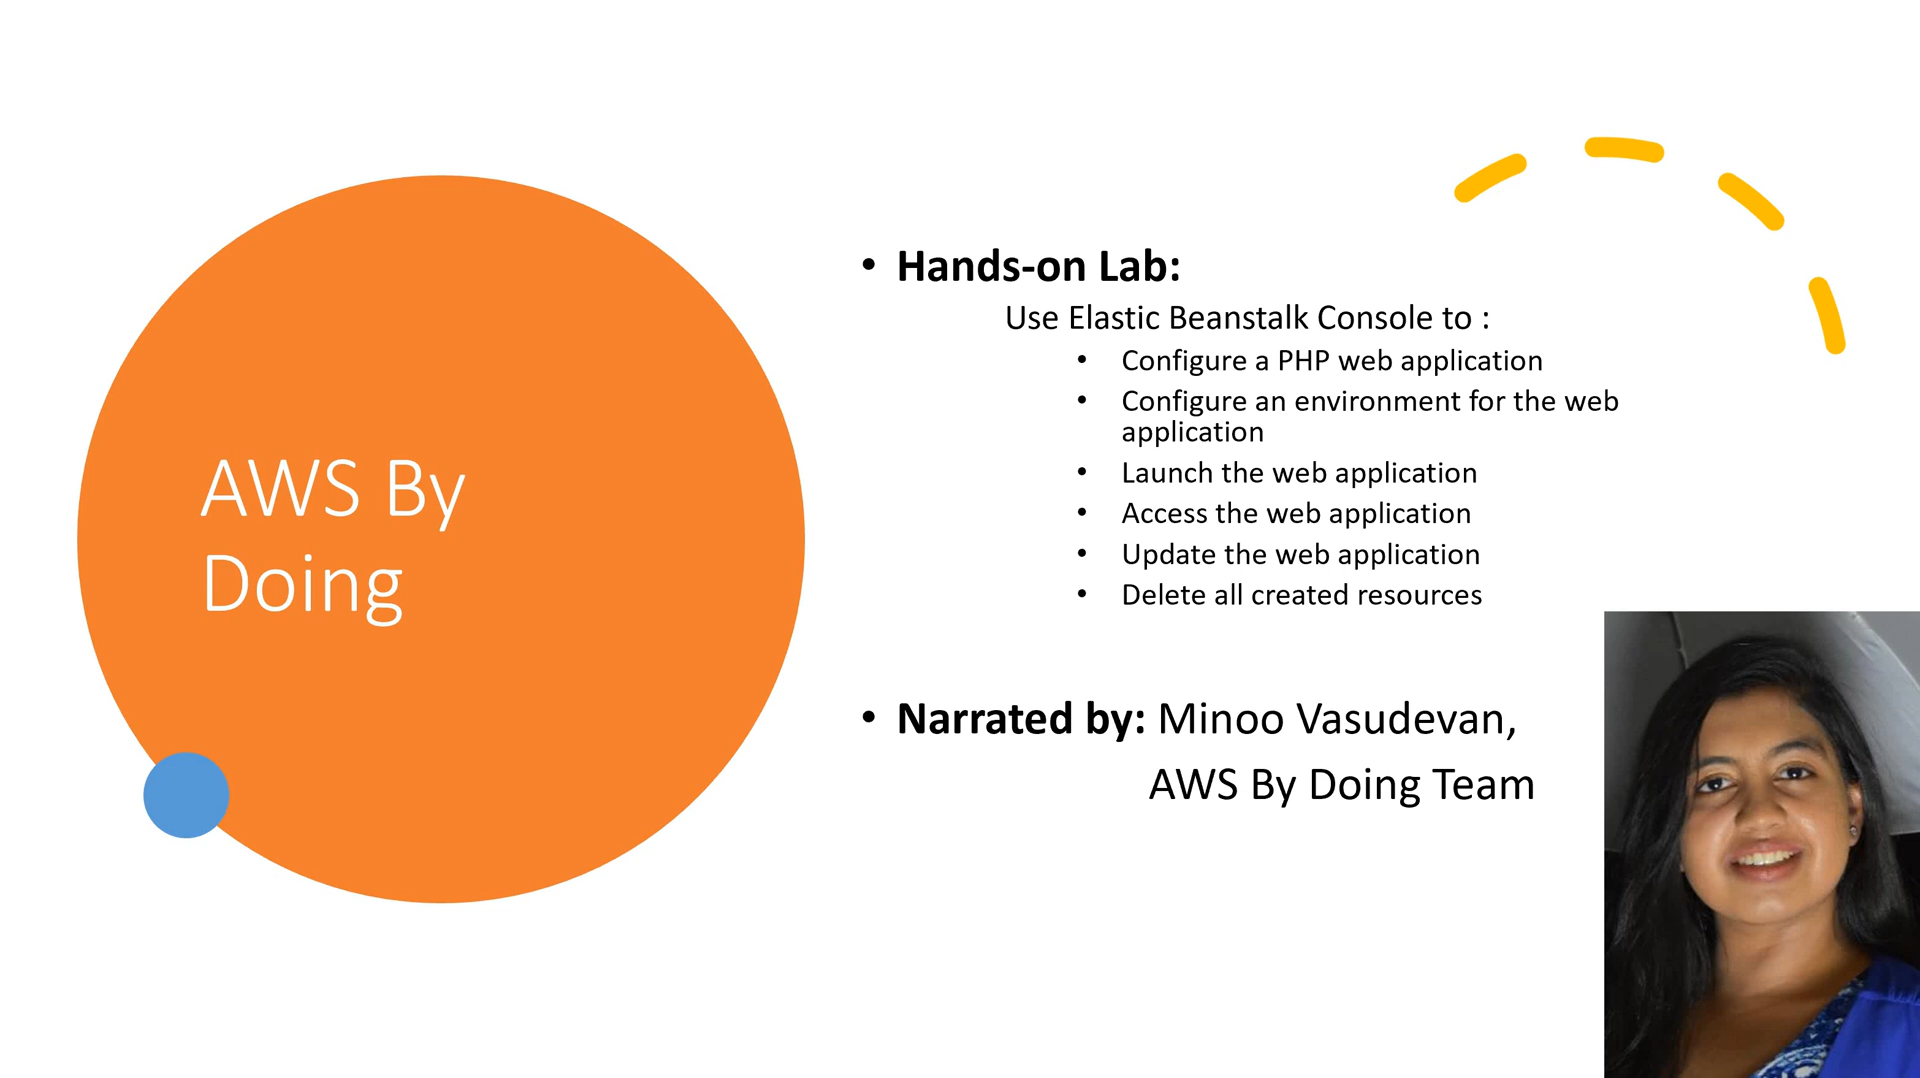 AWS By
Doing
• Hands-on Lab:
Use Elastic Beanstalk Console to :
• Configure a PHP web application
• Configure an environment for the web
application
• Launch the web application
• Access the web application
• Update the web application
• Delete all created resources
• Narrated by: Minoo Vasudevan,
AWS By Doing Team